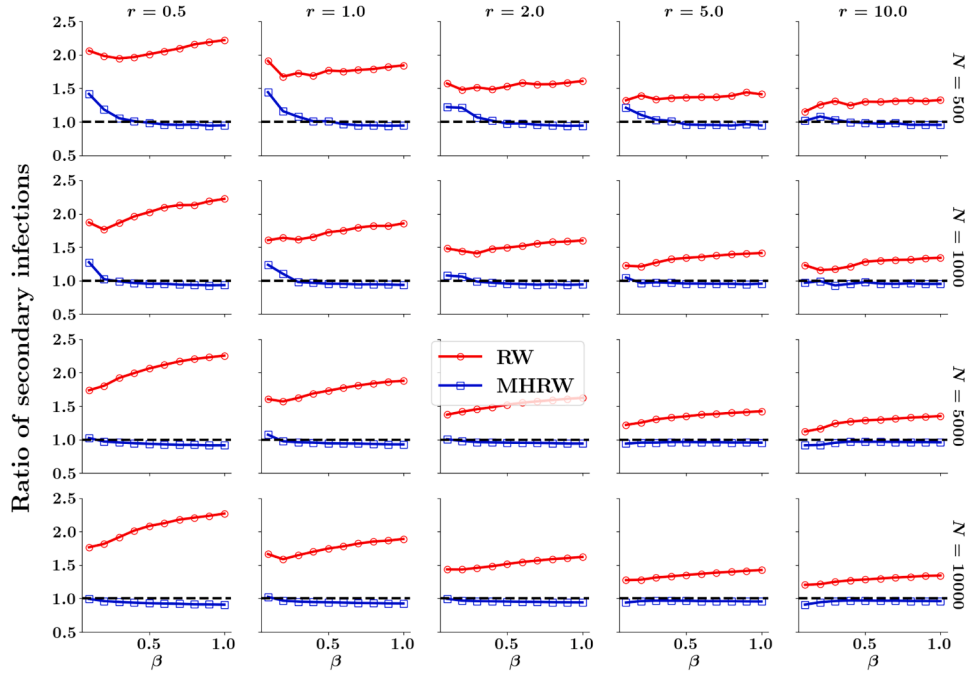 r = 0.5
r = 1.0
r = 2.0
r = 5.0
r = 10.0
Ratio of secondary infections
2.5
2.0
1.5
1.0
0.5
N = 500
2.5
2.0
1.5
1.0
0.5
N = 1000
2.5
2.0
1.5
1.0
0.5
RW
MHRW
N = 5000
2.5
2.0
1.5
1.0
0.5
N = 10000
0.5
1.0
0.5
1.0
0.5
1.0
0.5
1.0
0.5
1.0
β
β
β
β
β